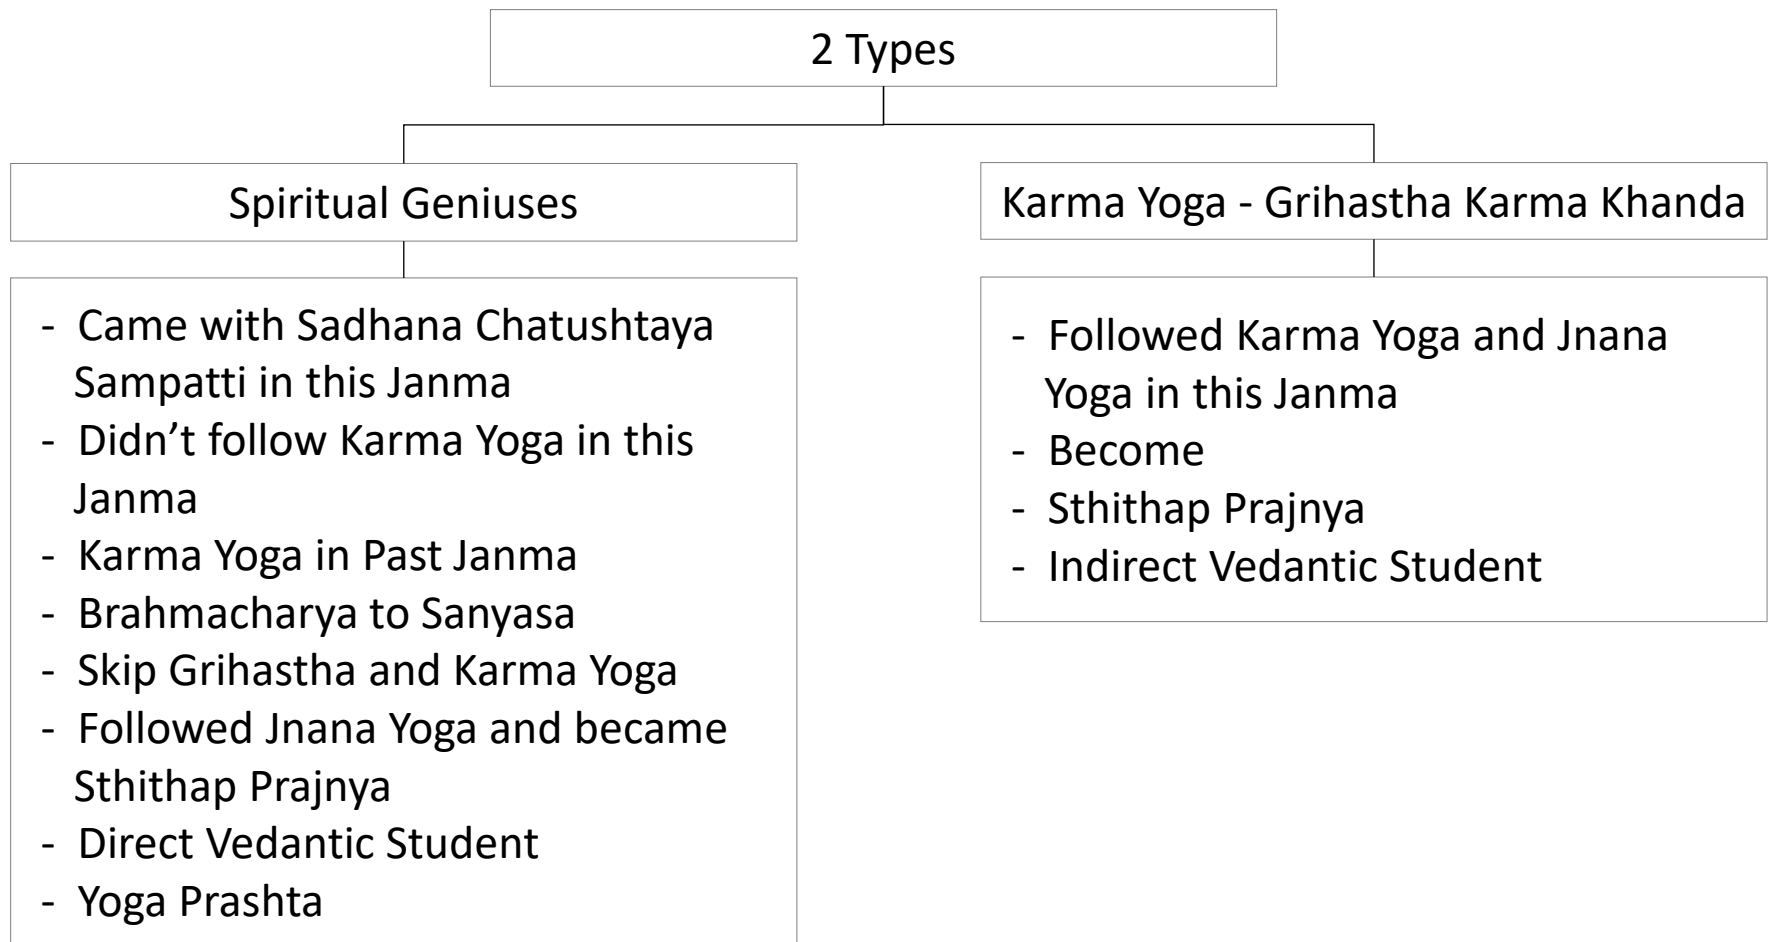 2 Types
Spiritual Geniuses
- Came with Sadhana Chatushtaya
Sampatti in this Janma
- Didn’t follow Karma Yoga in this
Janma
- Karma Yoga in Past Janma
- Brahmacharya to Sanyasa
- Skip Grihastha and Karma Yoga
- Followed Jnana Yoga and became
Sthithap Prajnya
- Direct Vedantic Student
- Yoga Prashta
Karma Yoga - Grihastha Karma Khanda
- Followed Karma Yoga and Jnana
Yoga in this Janma
- Become
- Sthithap Prajnya
- Indirect Vedantic Student